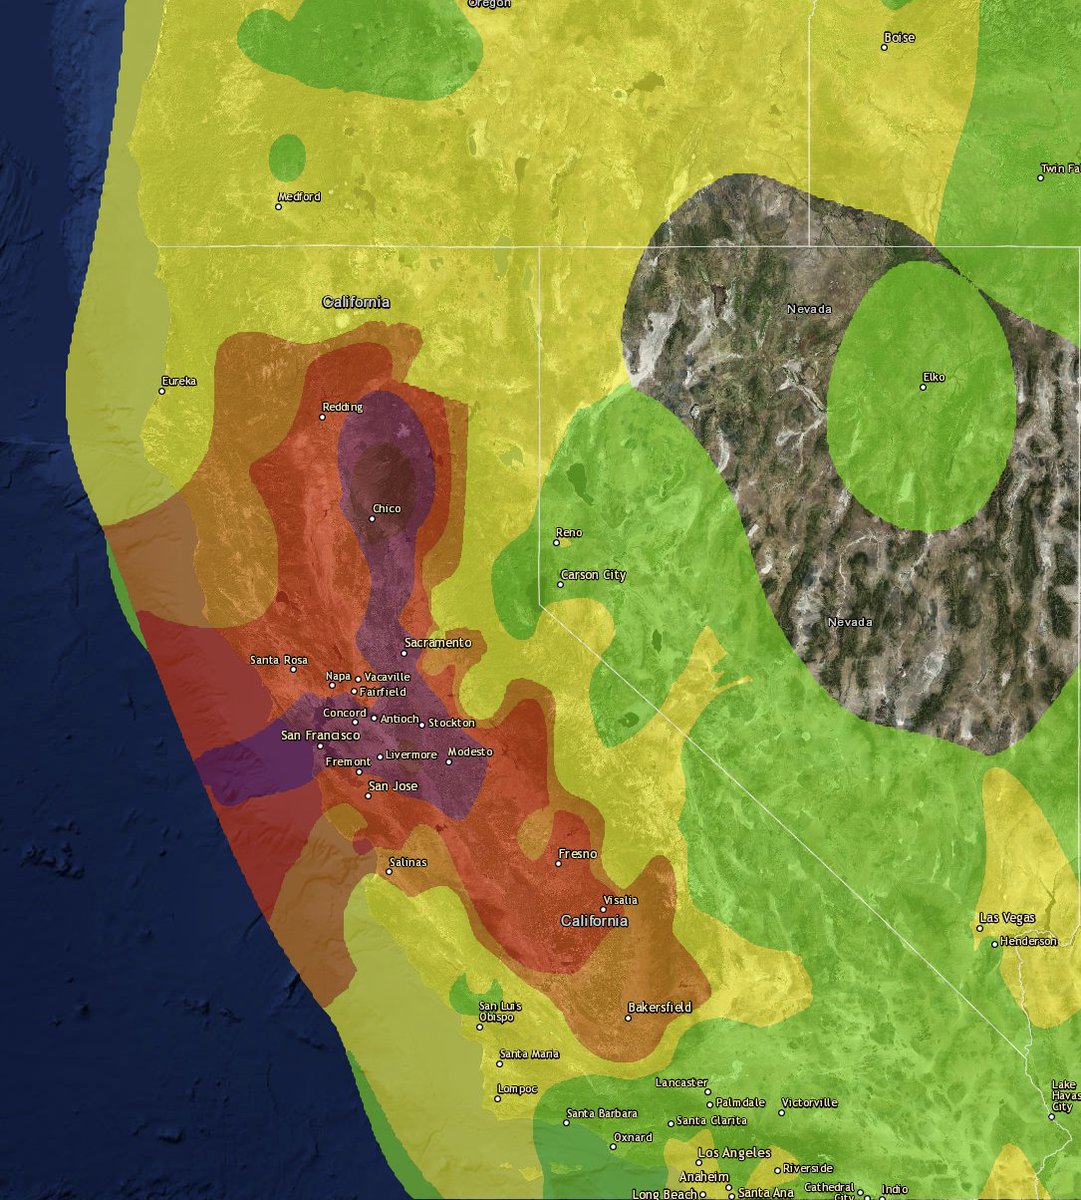 Oregon
Boise
Twin Fa
Medford
California
Nevada
Elko
Eureka
Redding
Chico
Reno
Carson City
Nevada
Sacramento
Santa Rosa
Napa
Vacaville
Fairfield
Concord
Antioch
Stockton
San Francisco
Livermore
Modesto
Fremont
San Jose
Salinas
Fresno
Visalia
California
Las Vegas
Henderson
San Luis
Obispo
Bakersfield
Santa Maria
Lompoc
Lancaster
Palmdale
Victorville
Lake
Havas
City
Santa Barbara
Santa Clarita
Oxnard
Los Angeles
Riverside
Anaheim
Long Beach
Santa Ana
Cathedral
City
Indio